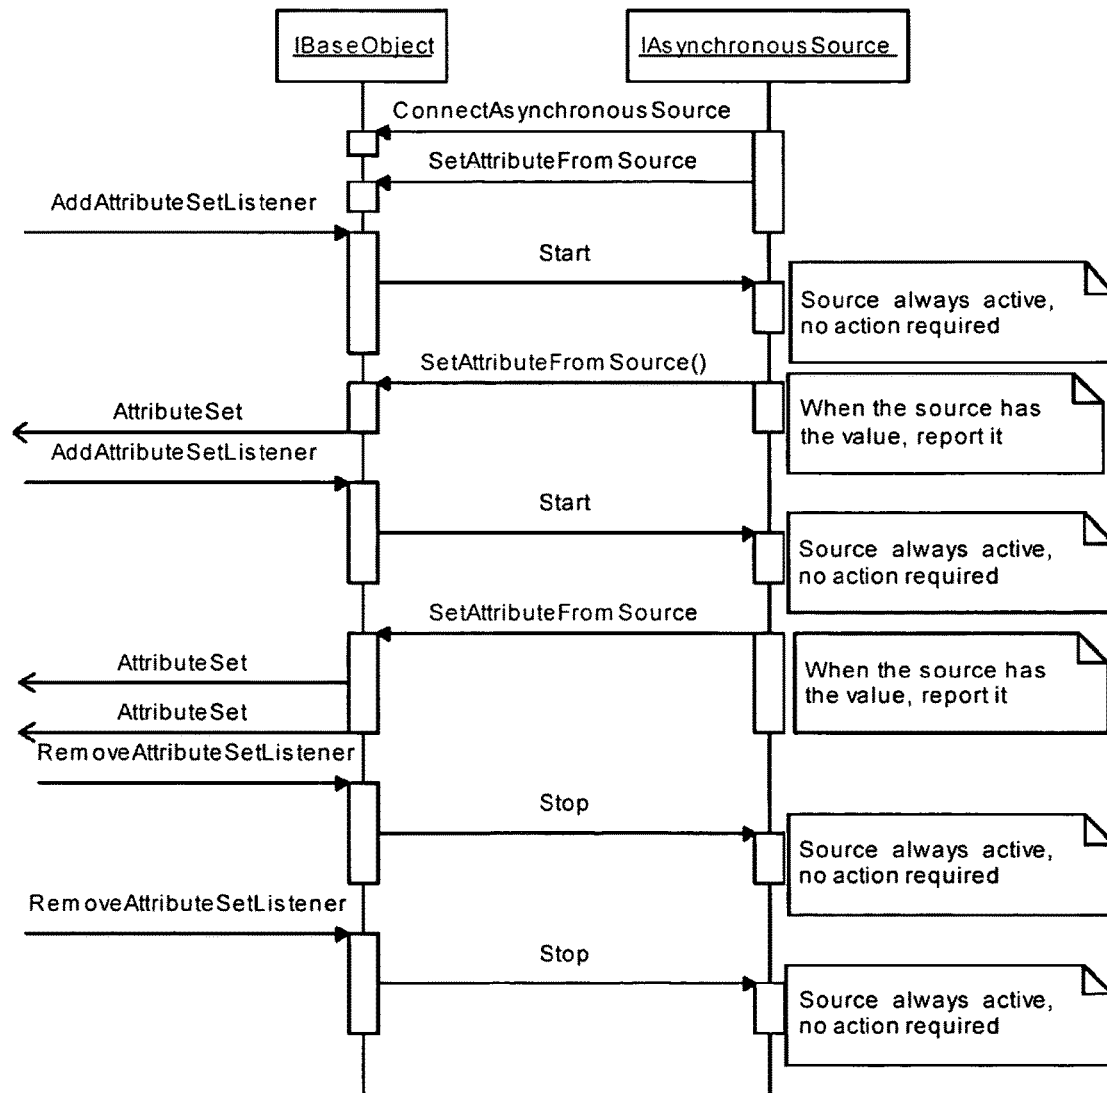 IBaseObject
IAsynchronousSource
ConnectAsynchronousSource
SetAttributeFromSource
AddAttributeSetListener
Start
Source always active,
no action required
SetAttributeFromSource()
When the source has
the value, report it
AttributeSet
AddAttributeSetListener
Start
Source always active,
no action required
SetAttributeFromSource
When the source has
the value, report it
AttributeSet
AttributeSet
RemoveAttributeSetListener
Stop
Source always active,
no action required
RemoveAttributeSetListener
Stop
Source always active,
no action required